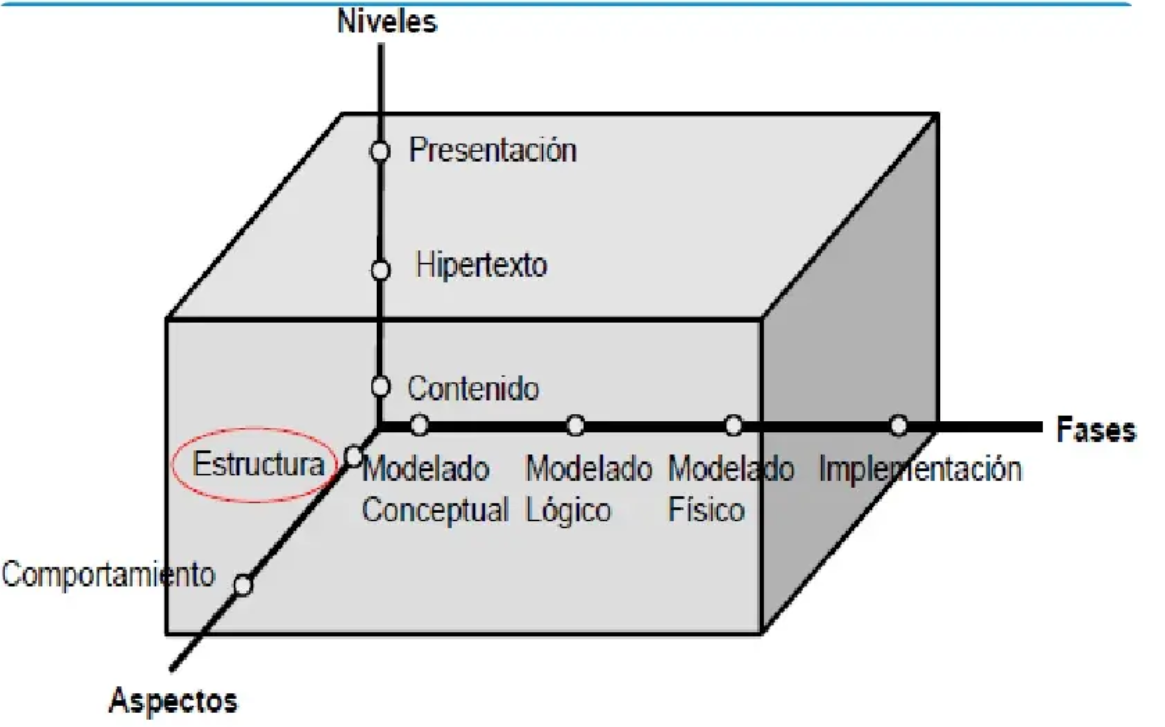 Niveles
Presentación
Hipertexto
Contenido
Fases
Estructura
Modelado Modelado Modelado Implementación
Conceptual Lógico Físico
Comportamiento
Aspectos